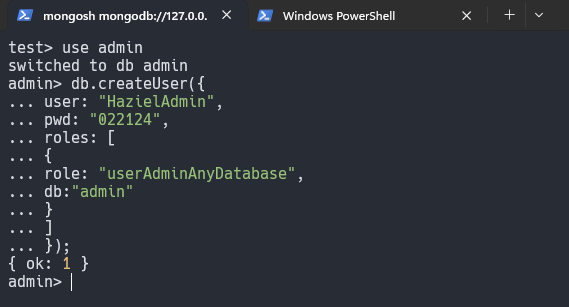 mongosh mongodb://127.0.0.
Windows PowerShell
test> use admin
switched to db admin
admin> db.createUser({
... user: "HazielAdmin",
... pwd: "022124",
... roles: [
... {
... role: "userAdminAnyDatabase",
... db:"admin"
... }
... ]
... });
{ ok: 1 }
admin>